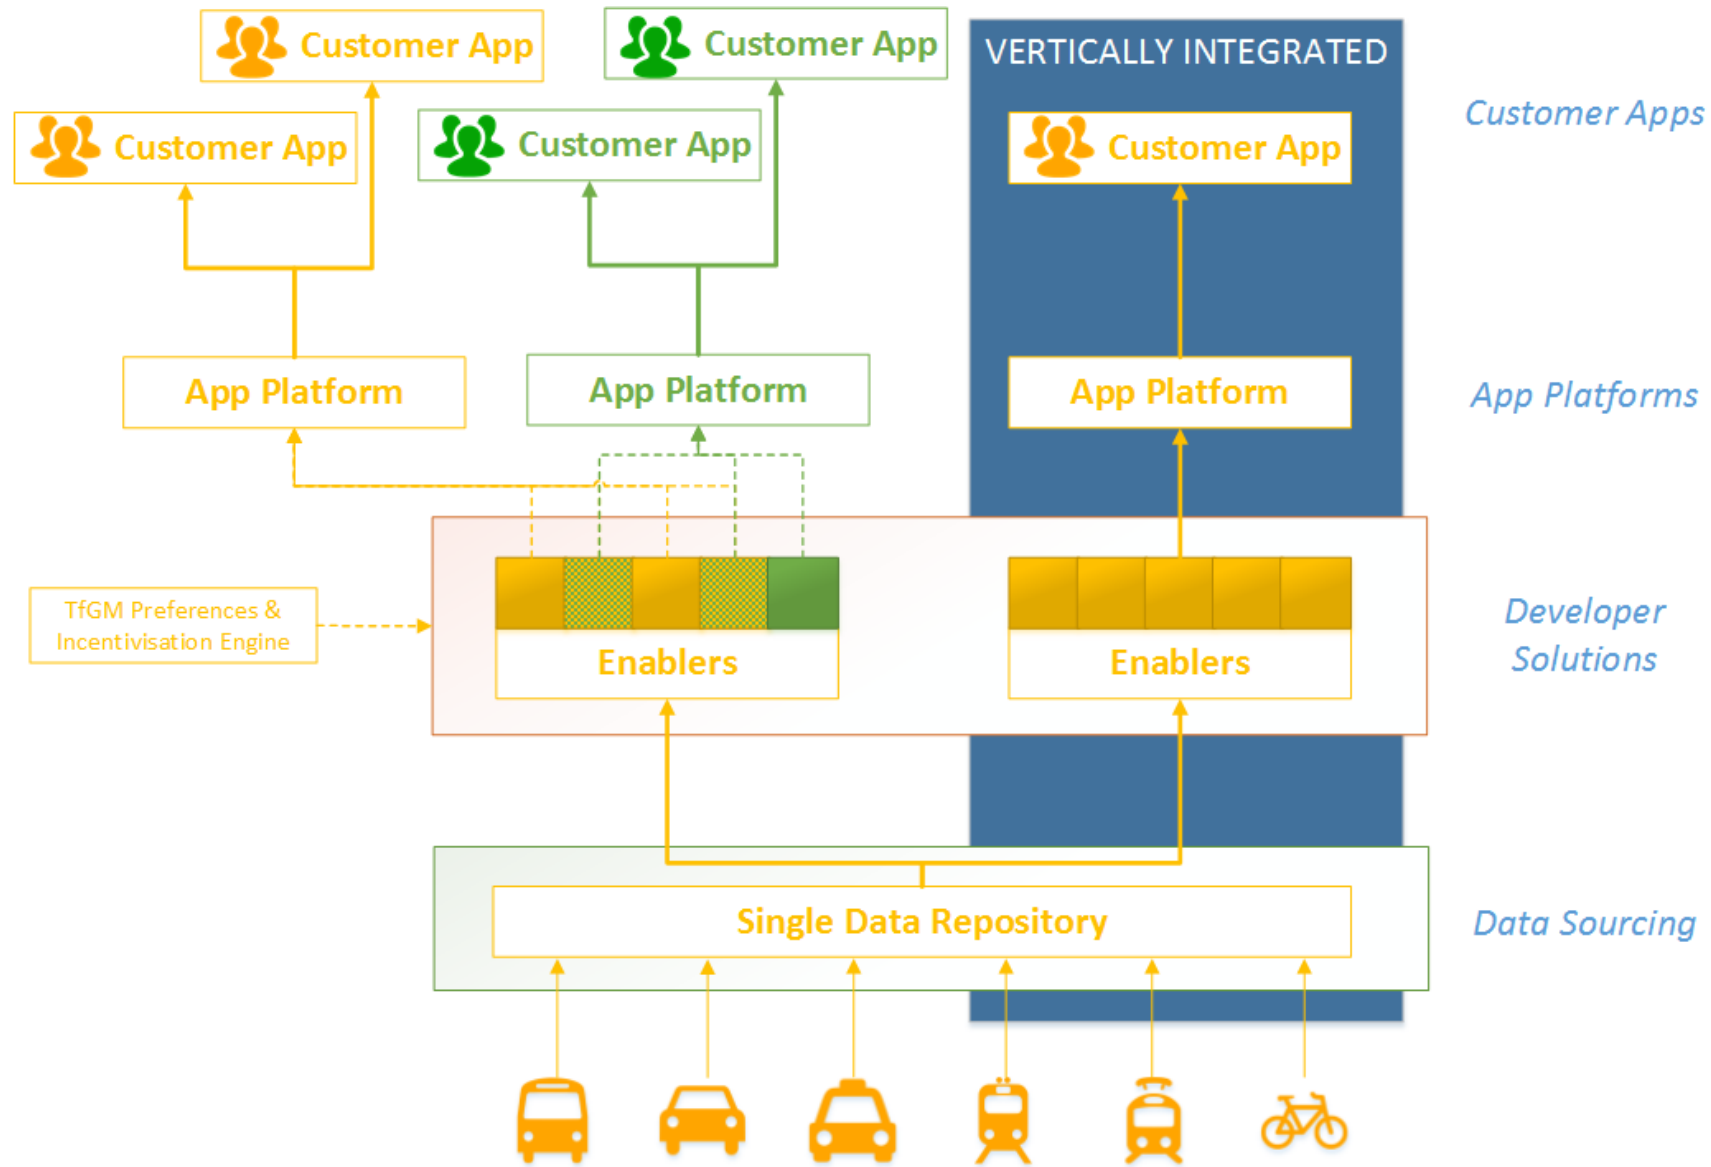 Customer App
Customer App
VERTICALLY INTEGRATED
Customer Apps
Customer App
Customer App
Customer App
App Platform
App Platform
App Platform
App Platforms
TfGM Preferences &
Incentivisation Engine
Enablers
Enablers
Developer
Solutions
Single Data Repository
Data Sourcing